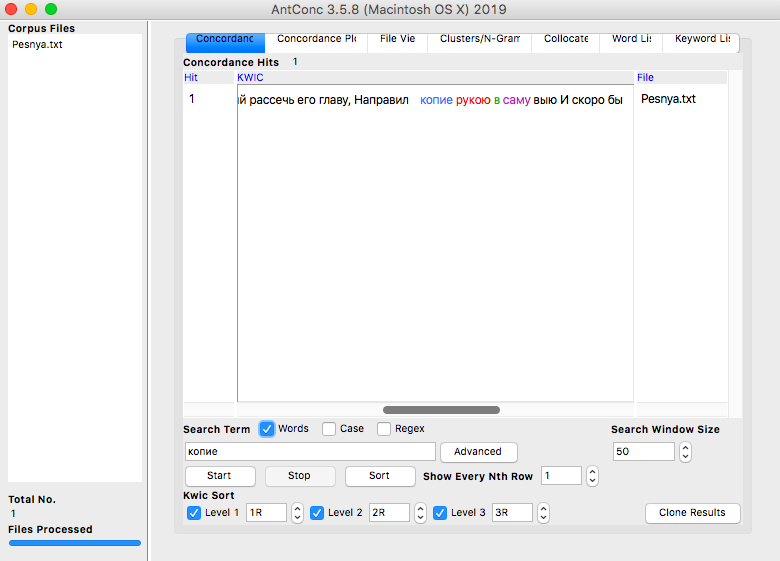 AntConc 3.5.8 (Macintosh OS X) 2019
Corpus Files
Pesnya.txt
Concordanc Concordance Plo File Vie Clusters/N-Gram Collocate Word Lis Keyword Lis
Concordance Hits 1
Hit KWIC File
1 й рассечь его главу, Направил копие рукою в саму выю И скоро бы Pesnya.txt
Search Term Words Case Regex Search Window Size
копие Advanced 50
Start Stop Sort Show Every Nth Row 1
Kwic Sort
Level 1 1R Level 2 2R Level 3 3R Clone Results
Total No.
1
Files Processed